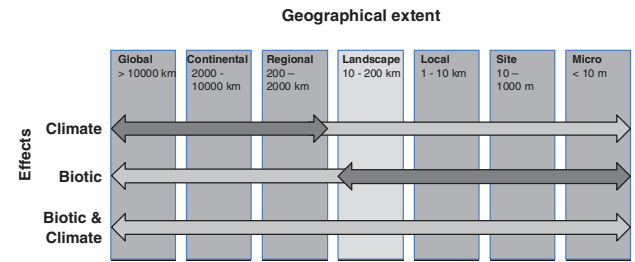 Geographical extent
Global
> 10000 km
Continental
2000 -
10000 km
Regional
200 –
2000 km
Landscape
10 - 200 km
Local
1 - 10 km
Site
10 –
1000 m
Micro
< 10 m
Effects
Climate
Biotic
Biotic &
Climate